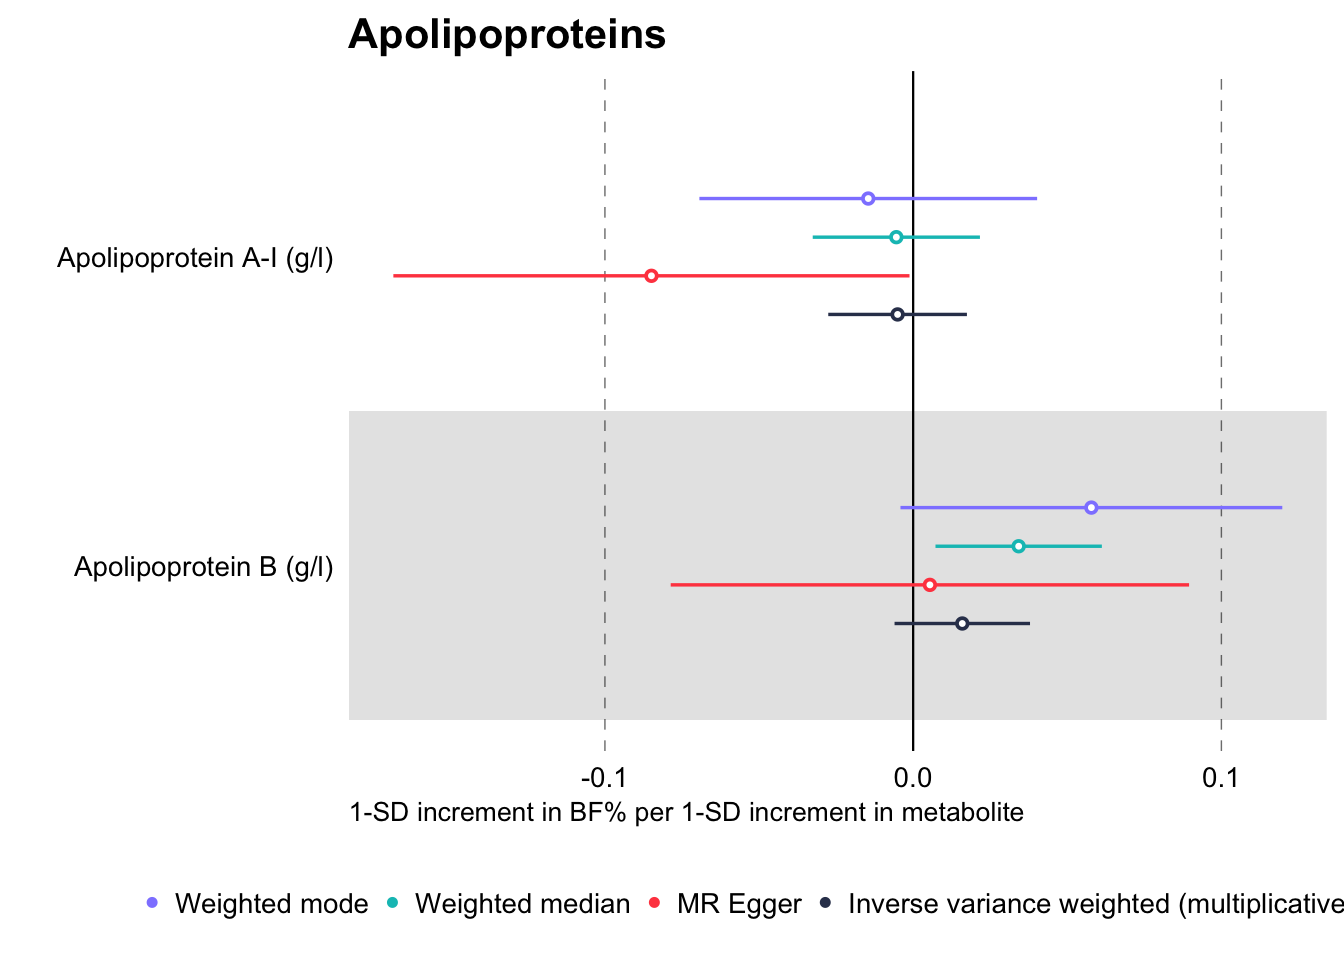 Apolipoproteins
Apolipoprotein A-I (g/l)
Apolipoprotein B (g/l)
-0.1 0.0 0.1
1-SD increment in BF% per 1-SD increment in metabolite
Weighted mode Weighted median MR Egger Inverse variance weighted (multiplicative